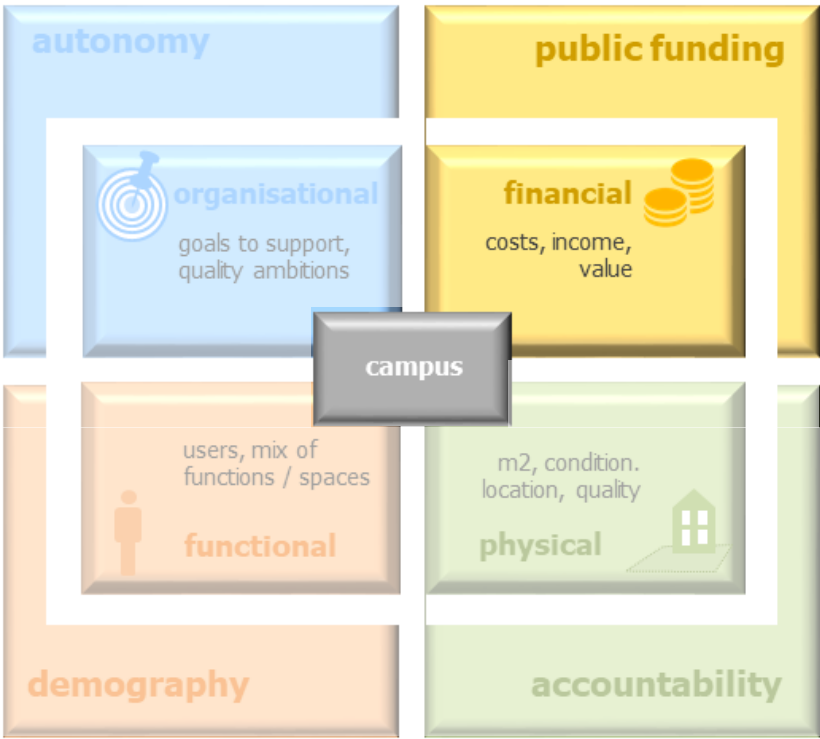 autonomy
public funding
organisational
goals to support,
quality ambitions
financial
costs, income,
value
campus
users, mix of
functions / spaces
functional
m2, condition.
location, quality
physical
demography
accountability